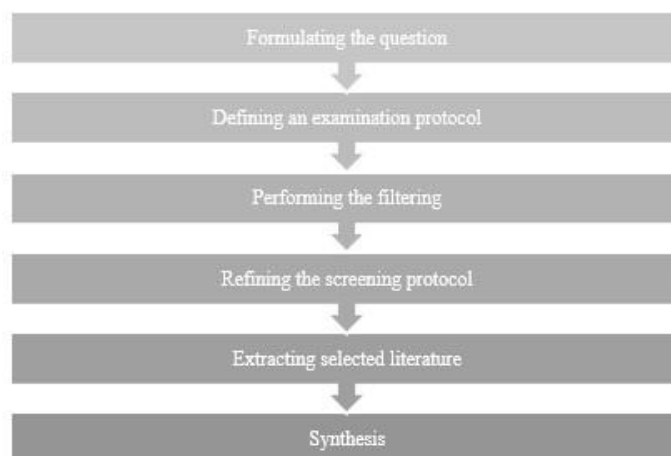 Formulating the question
Defining an examination protocol
Performing the filtering
Refining the screening protocol
Extracting selected literature
Synthesis